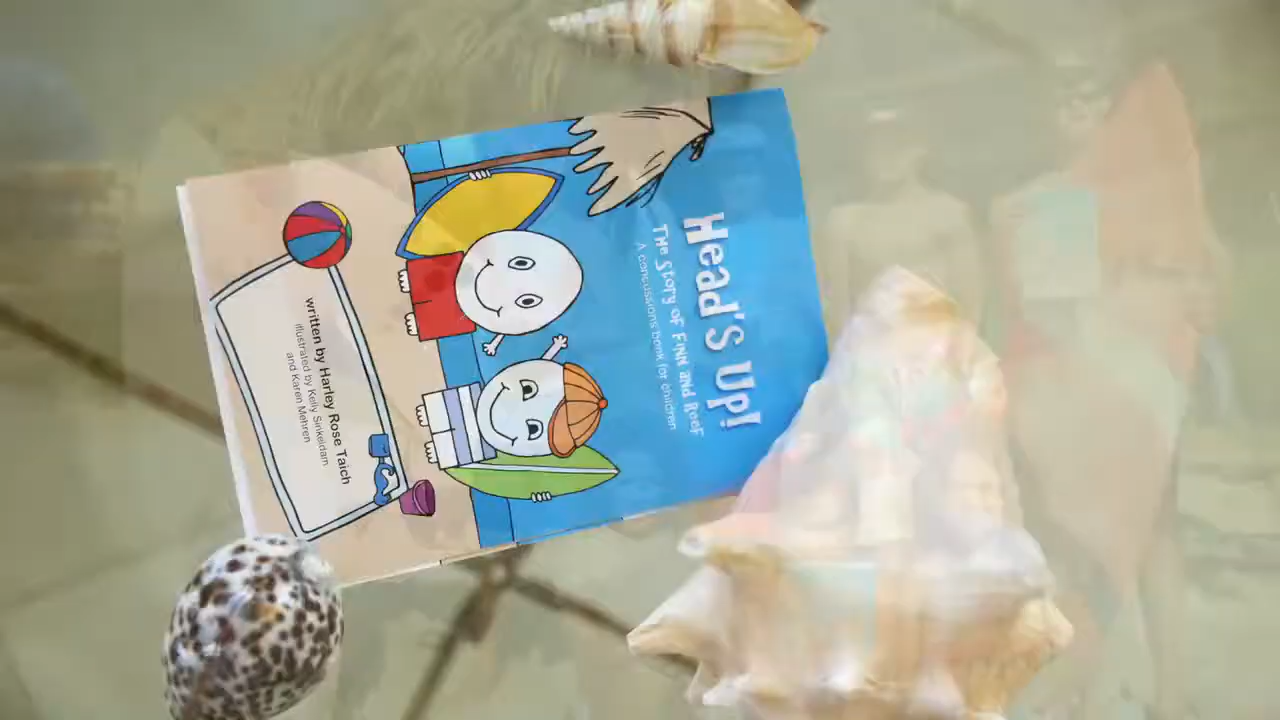 Head's Up!
The Story of Finn and Reef
A concussions book for children
written by Harley Rose Taich
illustrated by Kelly Sinkeldam
and Karen Mehren